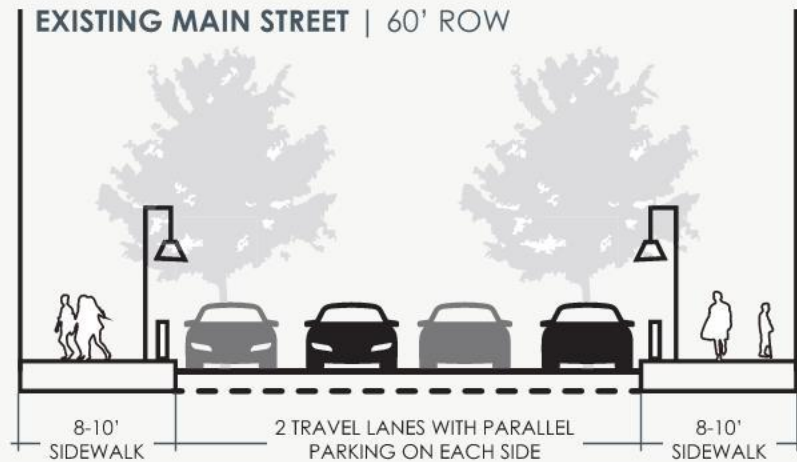 EXISTING MAIN STREET | 60' ROW
8-10'
SIDEWALK
2 TRAVEL LANES WITH PARALLEL
PARKING ON EACH SIDE
8-10'
SIDEWALK